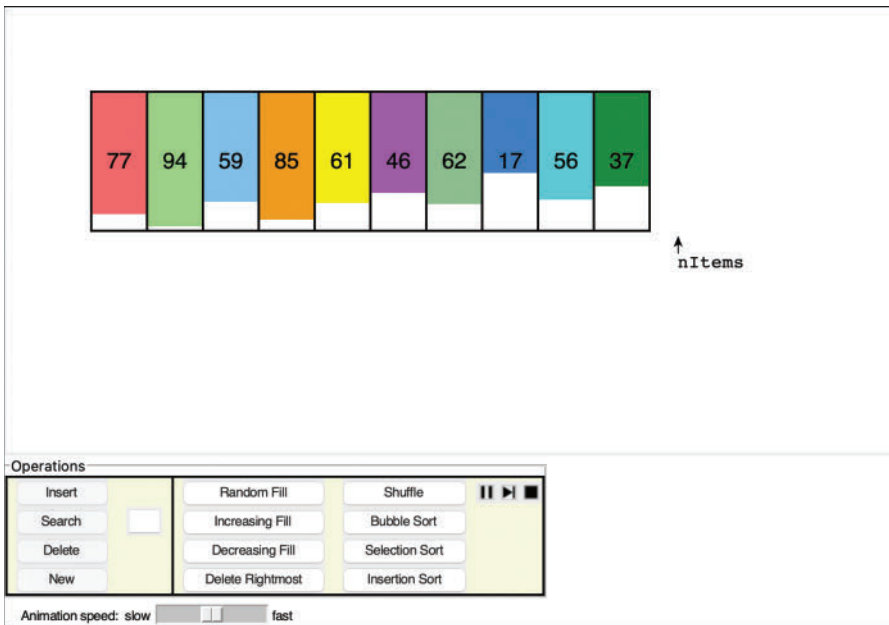 77 94 59 85 61 46 62 17 56 37
nItems
Operations
Insert Random Fill Shuffle
Search Increasing Fill Bubble Sort
Delete Decreasing Fill Selection Sort
New Delete Rightmost Insertion Sort
Animation speed: slow fast